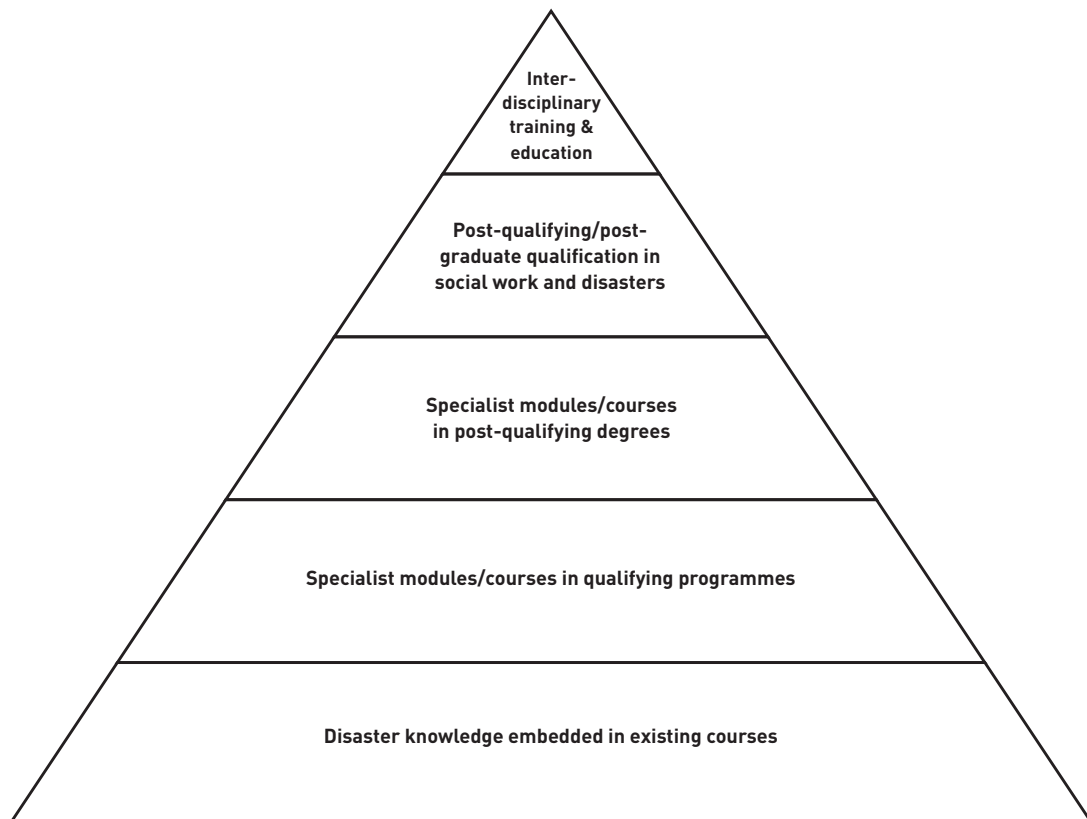 Inter-
disciplinary
training &
education
Post-qualifying/post-
graduate qualification in
social work and disasters
Specialist modules/courses
in post-qualifying degrees
Specialist modules/courses in qualifying programmes
Disaster knowledge embedded in existing courses